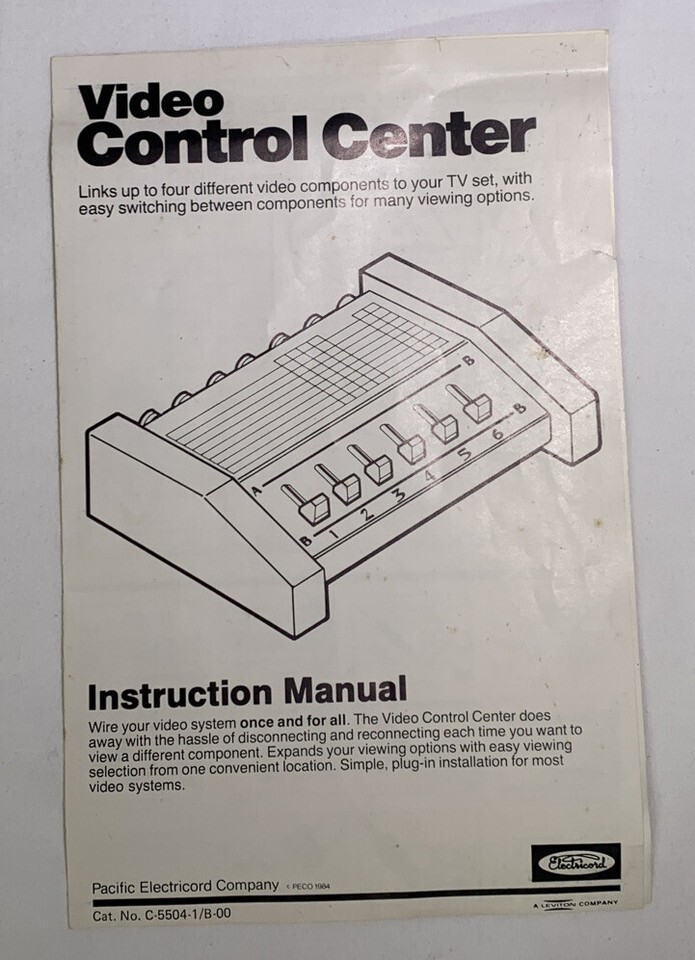 Video
Control Center
Links up to four different video components to your TV set, with
easy switching between components for many viewing options.
B
A
B
B 1 2 3 4 5 6
Instruction Manual
Wire your video system once and for all. The Video Control Center does
away with the hassle of disconnecting and reconnecting each time you want to
view a different component. Expands your viewing options with easy viewing
selection from one convenient location. Simple, plug-in installation for most
video systems.
Electricord
Pacific Electricord Company © PECO 1984
A LEVITON COMPANY
Cat. No. C-5504-1/B-00